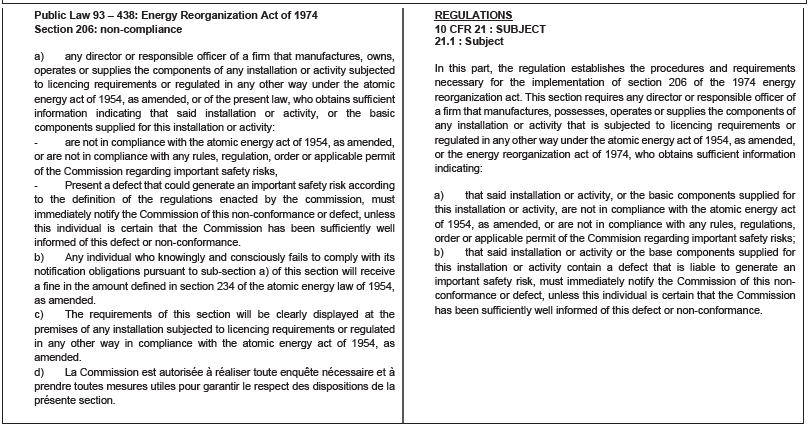 Public Law 93 – 438: Energy Reorganization Act of 1974
Section 206: non-compliance
a) any director or responsible officer of a firm that manufactures, owns,
operates or supplies the components of any installation or activity subjected
to licencing requirements or regulated in any other way under the atomic
energy act of 1954, as amended, or of the present law, who obtains sufficient
information indicating that said installation or activity, or the basic
components supplied for this installation or activity:
- are not in compliance with the atomic energy act of 1954, as amended,
or are not in compliance with any rules, regulation, order or applicable permit
of the Commission regarding important safety risks,
- Present a defect that could generate an important safety risk according
to the definition of the regulations enacted by the commission, must
immediately notify the Commission of this non-conformance or defect, unless
this individual is certain that the Commission has been sufficiently well
informed of this defect or non-conformance.
b) Any individual who knowingly and consciously fails to comply with its
notification obligations pursuant to sub-section a) of this section will receive
a fine in the amount defined in section 234 of the atomic energy law of 1954,
as amended.
c) The requirements of this section will be clearly displayed at the
premises of any installation subjected to licencing requirements or regulated
in any other way in compliance with the atomic energy act of 1954, as
amended.
d) La Commission est autorisée à réaliser toute enquête nécessaire et à
prendre toutes mesures utiles pour garantir le respect des dispositions de la
présente section.
REGULATIONS
10 CFR 21 : SUBJECT
21.1 : Subject
In this part, the regulation establishes the procedures and requirements
necessary for the implementation of section 206 of the 1974 energy
reorganization act. This section requires any director or responsible officer of
a firm that manufactures, possesses, operates or supplies the components of
any installation or activity that is subjected to licencing requirements or
regulated in any other way under the atomic energy act of 1954, as amended,
or the energy reorganization act of 1974, who obtains sufficient information
indicating:
a) that said installation or activity, or the basic components supplied for
this installation or activity, are not in compliance with the atomic energy act
of 1954, as amended, or are not in compliance with any rules, regulations,
order or applicable permit of the Commision regarding important safety risks;
b) that said installation or activity or the base components supplied for
this installation or activity contain a defect that is liable to generate an
important safety risk, must immediately notify the Commission of this non-
conformance or defect, unless this individual is certain that the Commission
has been sufficiently well informed of this defect or non-conformance.